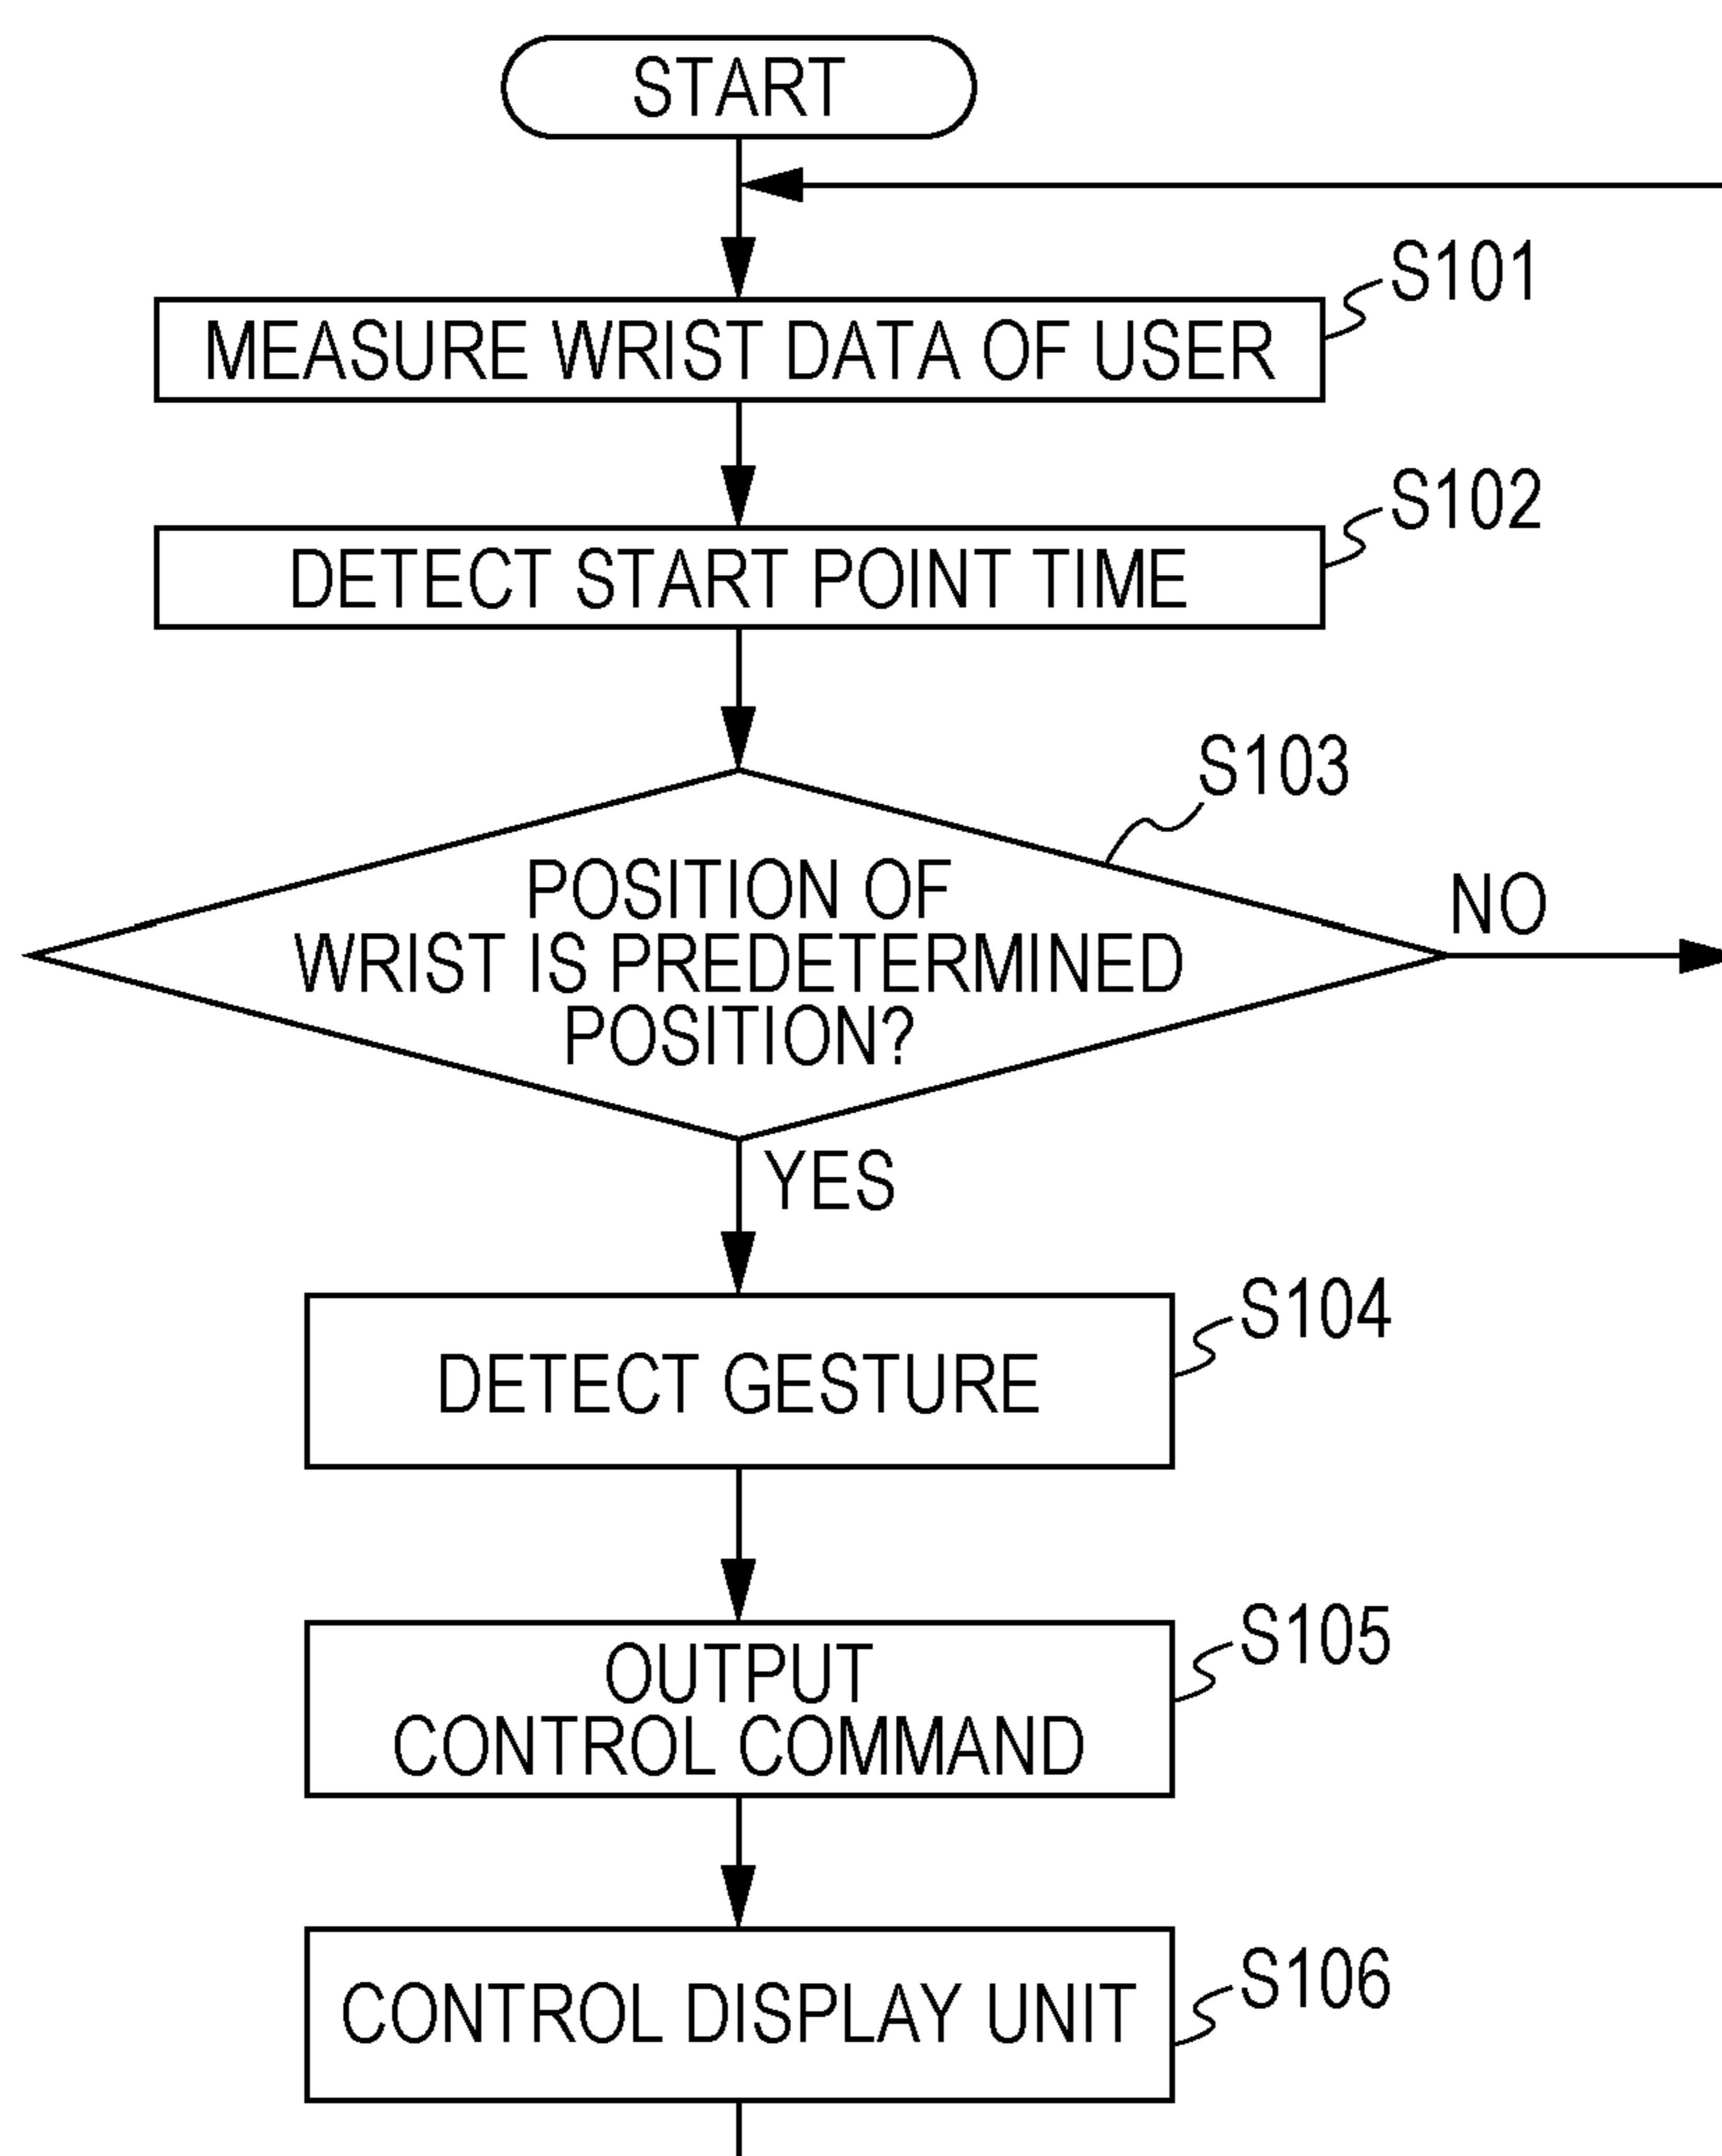 START
S101
MEASURE WRIST DATA OF USER
S102
DETECT START POINT TIME
S103
POSITION OF
WRIST IS PREDETERMINED
POSITION?
NO
YES
S104
DETECT GESTURE
S105
OUTPUT
CONTROL COMMAND
S106
CONTROL DISPLAY UNIT